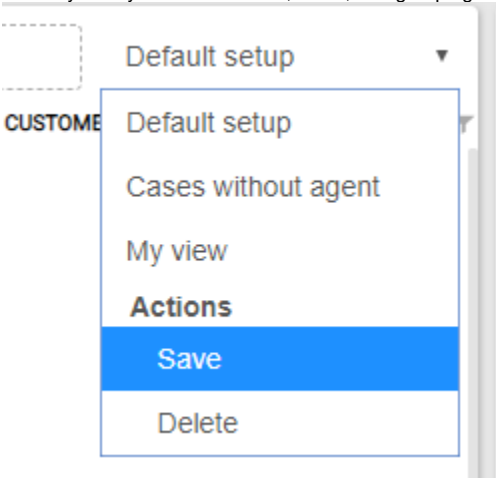 Default setup
CUSTOME
Default setup
Cases without agent
My view
Actions
Save
Delete